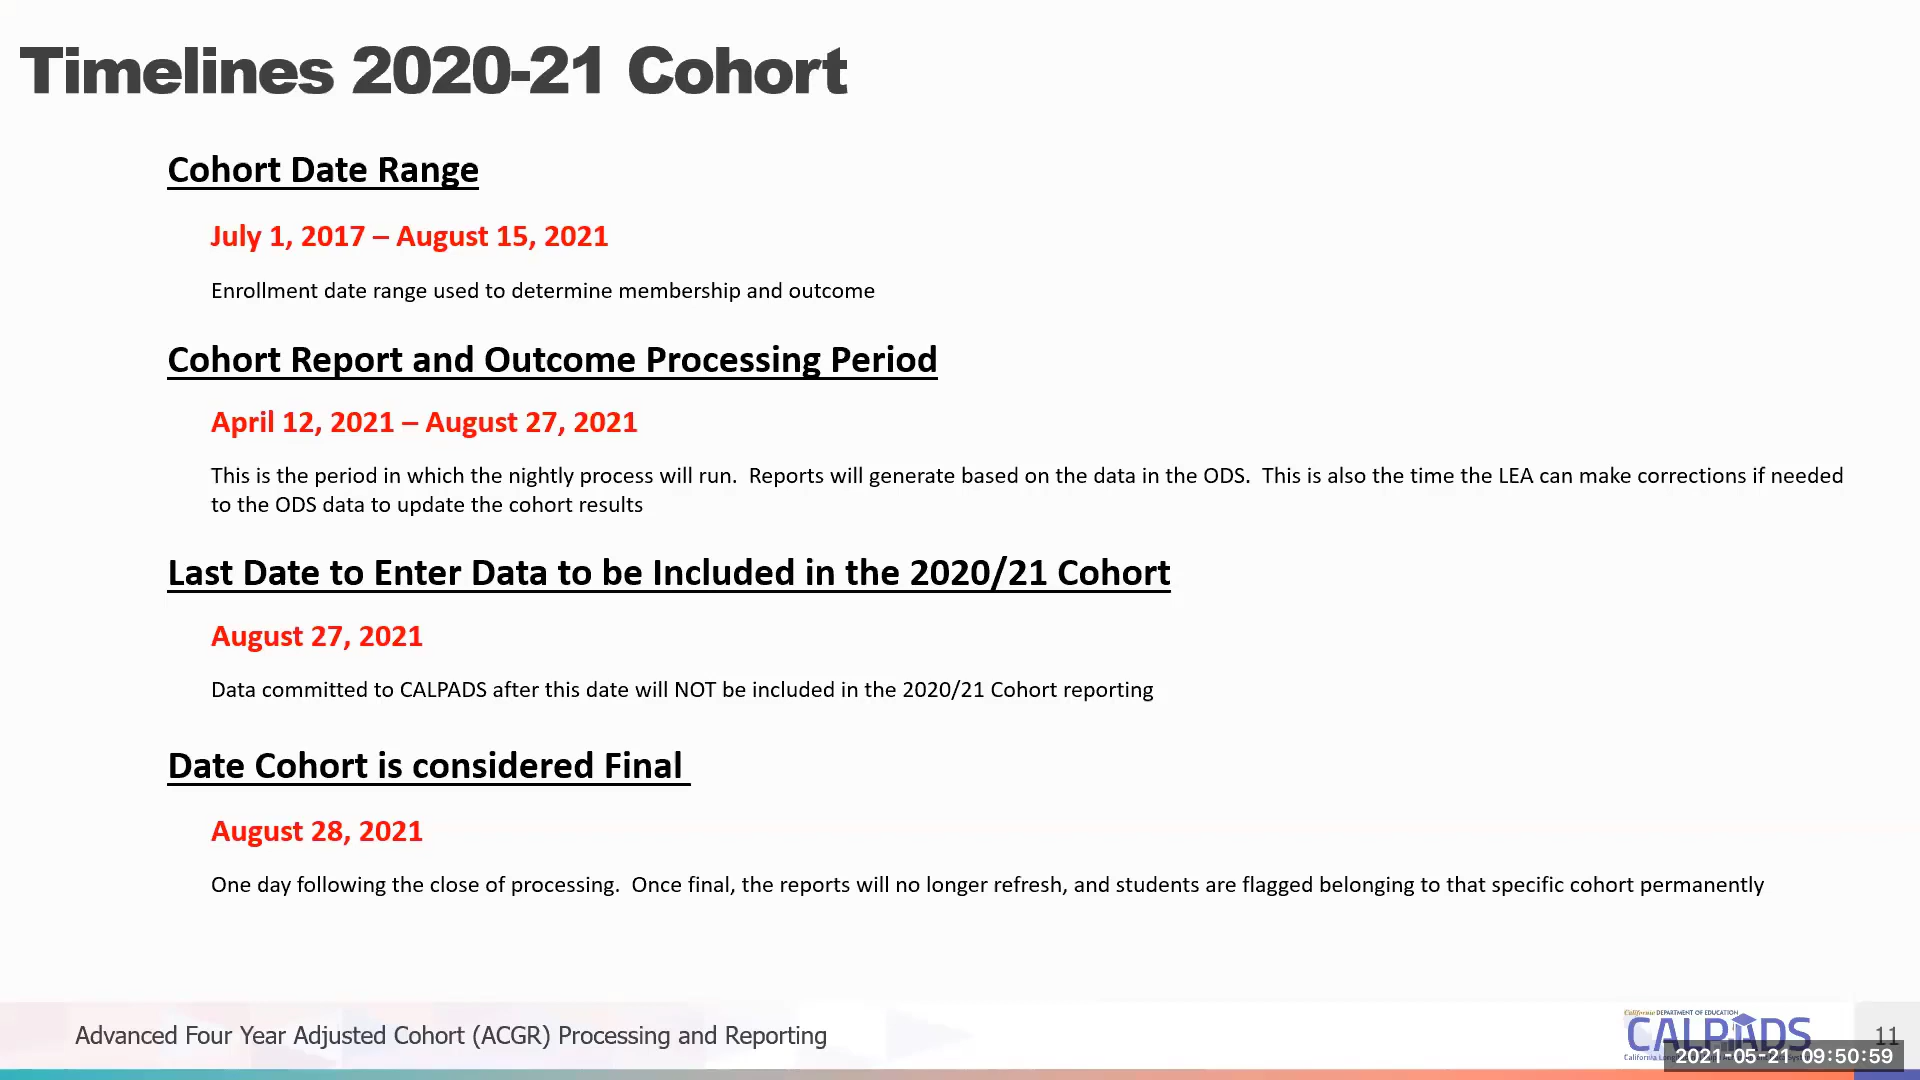 Timelines 2020-21 Cohort
Cohort Date Range
July 1, 2017 – August 15, 2021
Enrollment date range used to determine membership and outcome
Cohort Report and Outcome Processing Period
April 12, 2021 – August 27, 2021
This is the period in which the nightly process will run.  Reports will generate based on the data in the ODS.  This is also the time the LEA can make corrections if needed
to the ODS data to update the cohort results
Last Date to Enter Data to be Included in the 2020/21 Cohort
August 27, 2021
Data committed to CALPADS after this date will NOT be included in the 2020/21 Cohort reporting
Date Cohort is considered Final
August 28, 2021
One day following the close of processing.  Once final, the reports will no longer refresh, and students are flagged belonging to that specific cohort permanently
Advanced Four Year Adjusted Cohort (ACGR) Processing and Reporting
California DEPARTMENT OF EDUCATION
CALPADS
California
11
2021-05-21 09:50:59